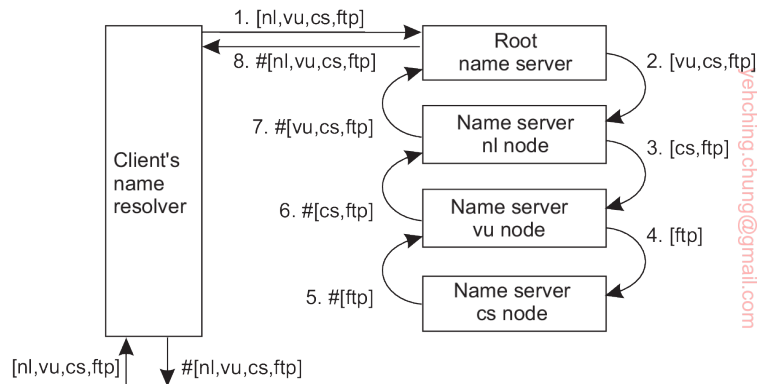 1. [nl,vu,cs,ftp]
8. #[nl,vu,cs,ftp]
Root
name server
2. [vu,cs,ftp]
7. #[vu,cs,ftp]
Name server
nl node
3. [cs,ftp]
Client's
name
resolver
6. #[cs,ftp]
Name server
vu node
4. [ftp]
5. #[ftp]
Name server
cs node
[nl,vu,cs,ftp]
#[nl,vu,cs,ftp]
yehching.chung@gmail.com